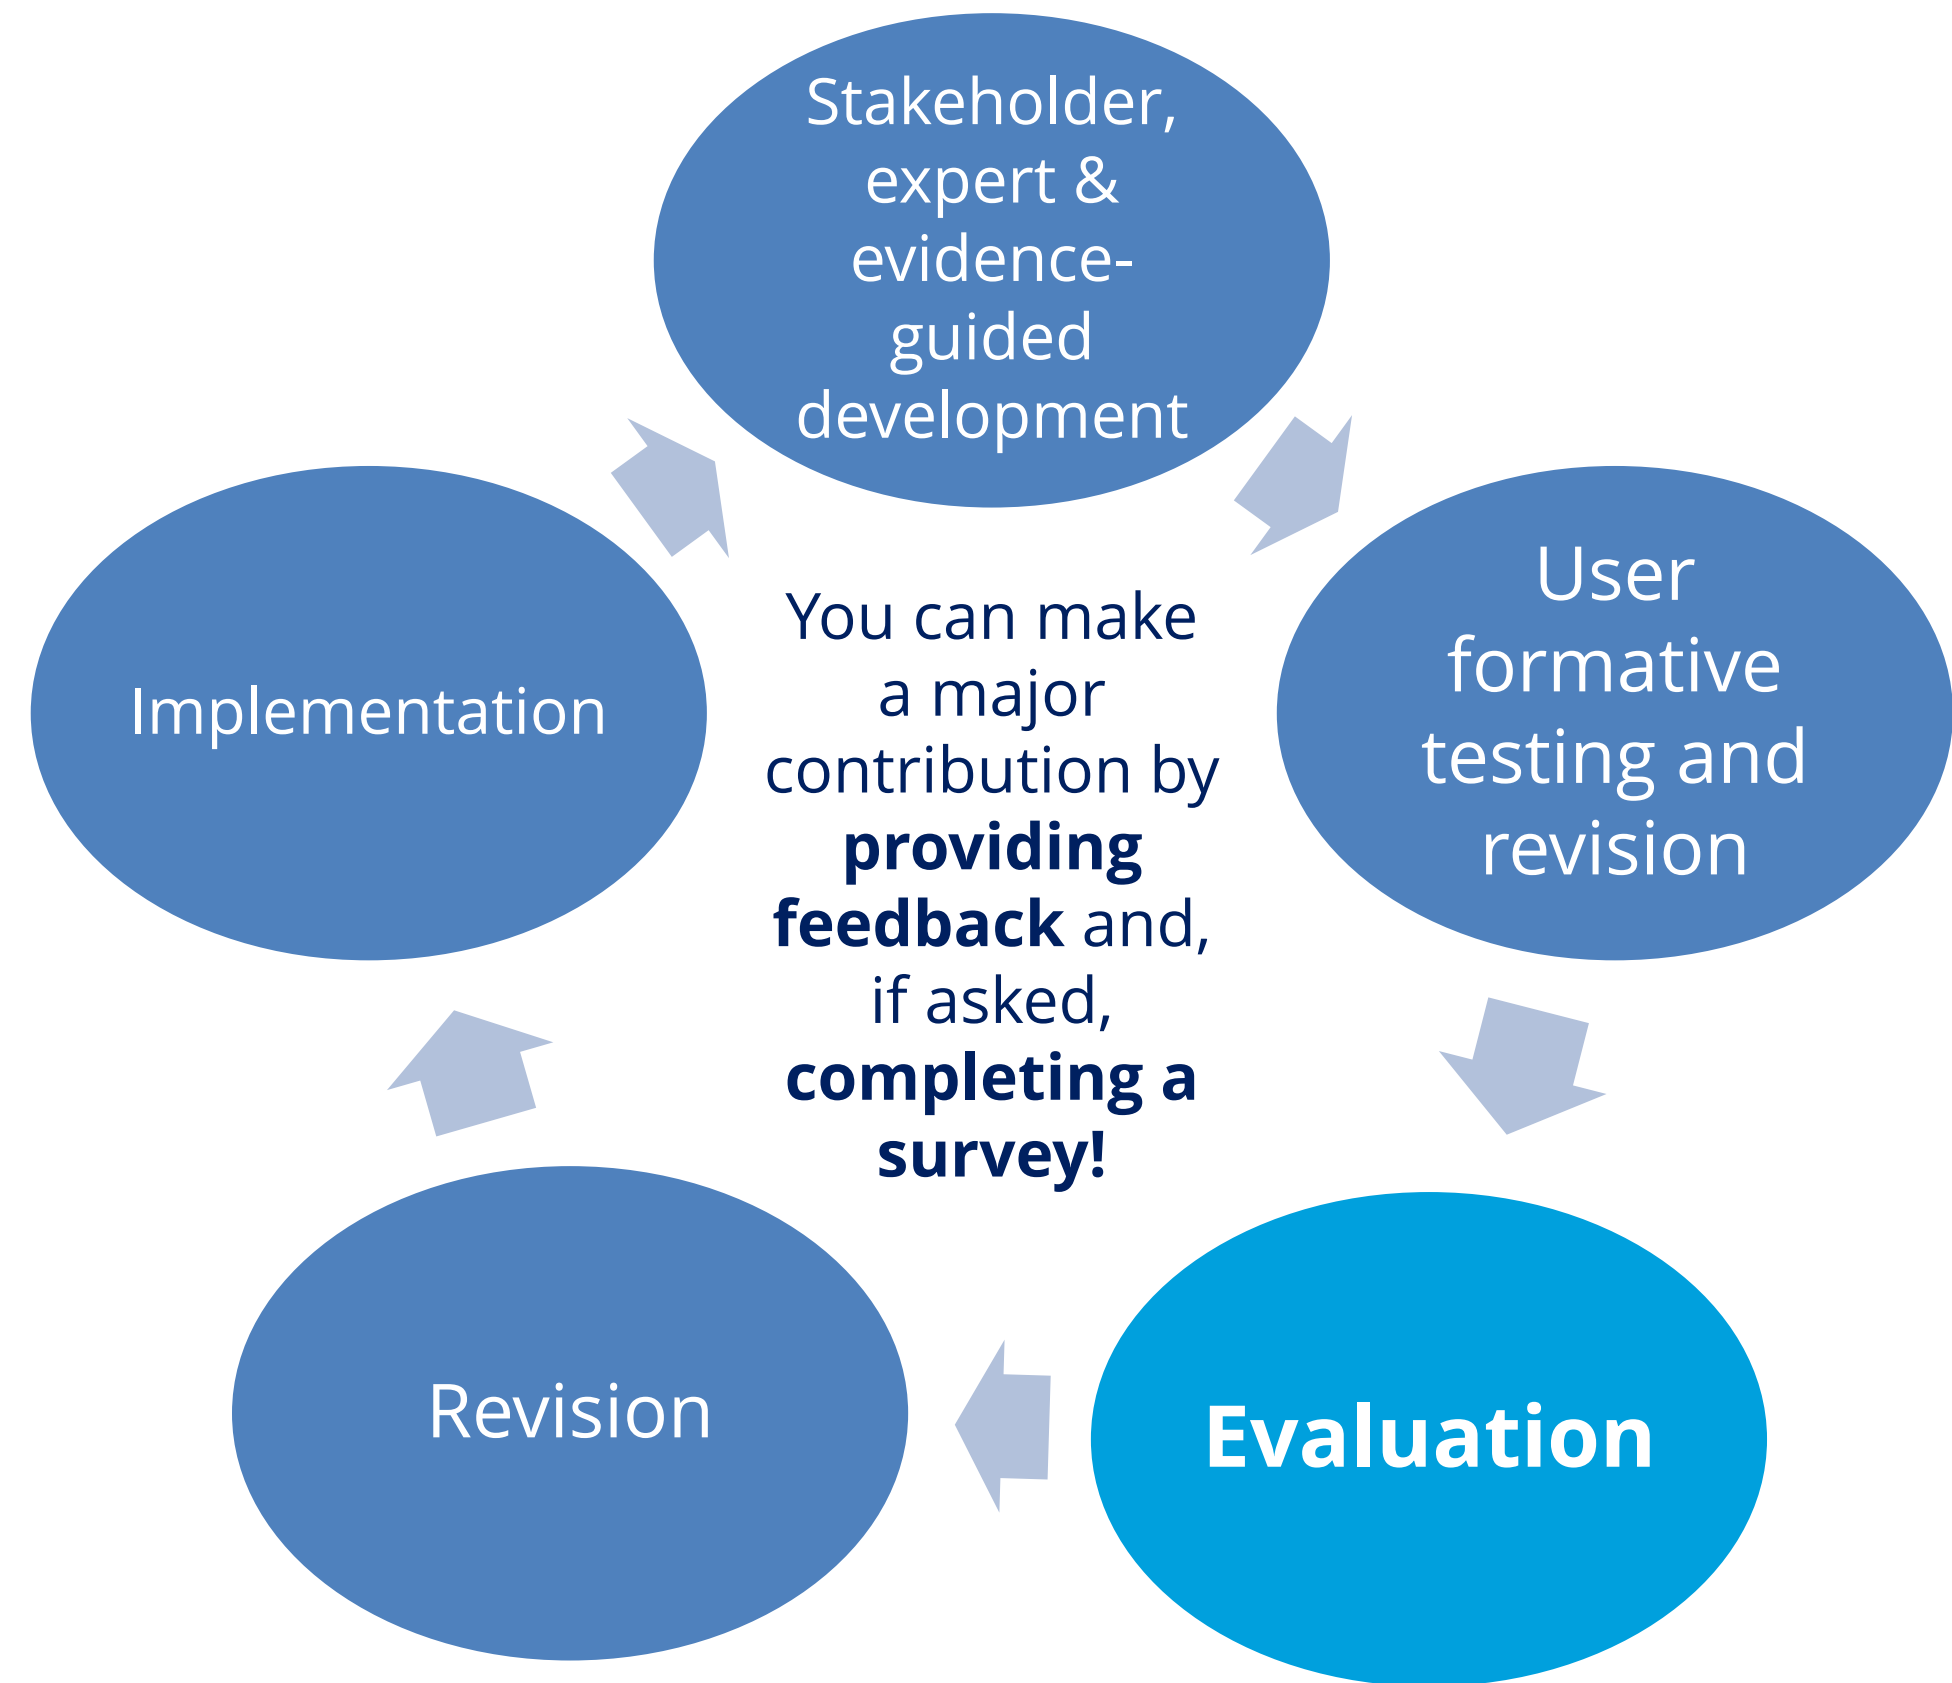 Stakeholder,
expert &
evidence-
guided
development
User
formative
testing and
revision
Evaluation
Revision
Implementation
You can make
a major
contribution by
providing
feedback and,
if asked,
completing a
survey!